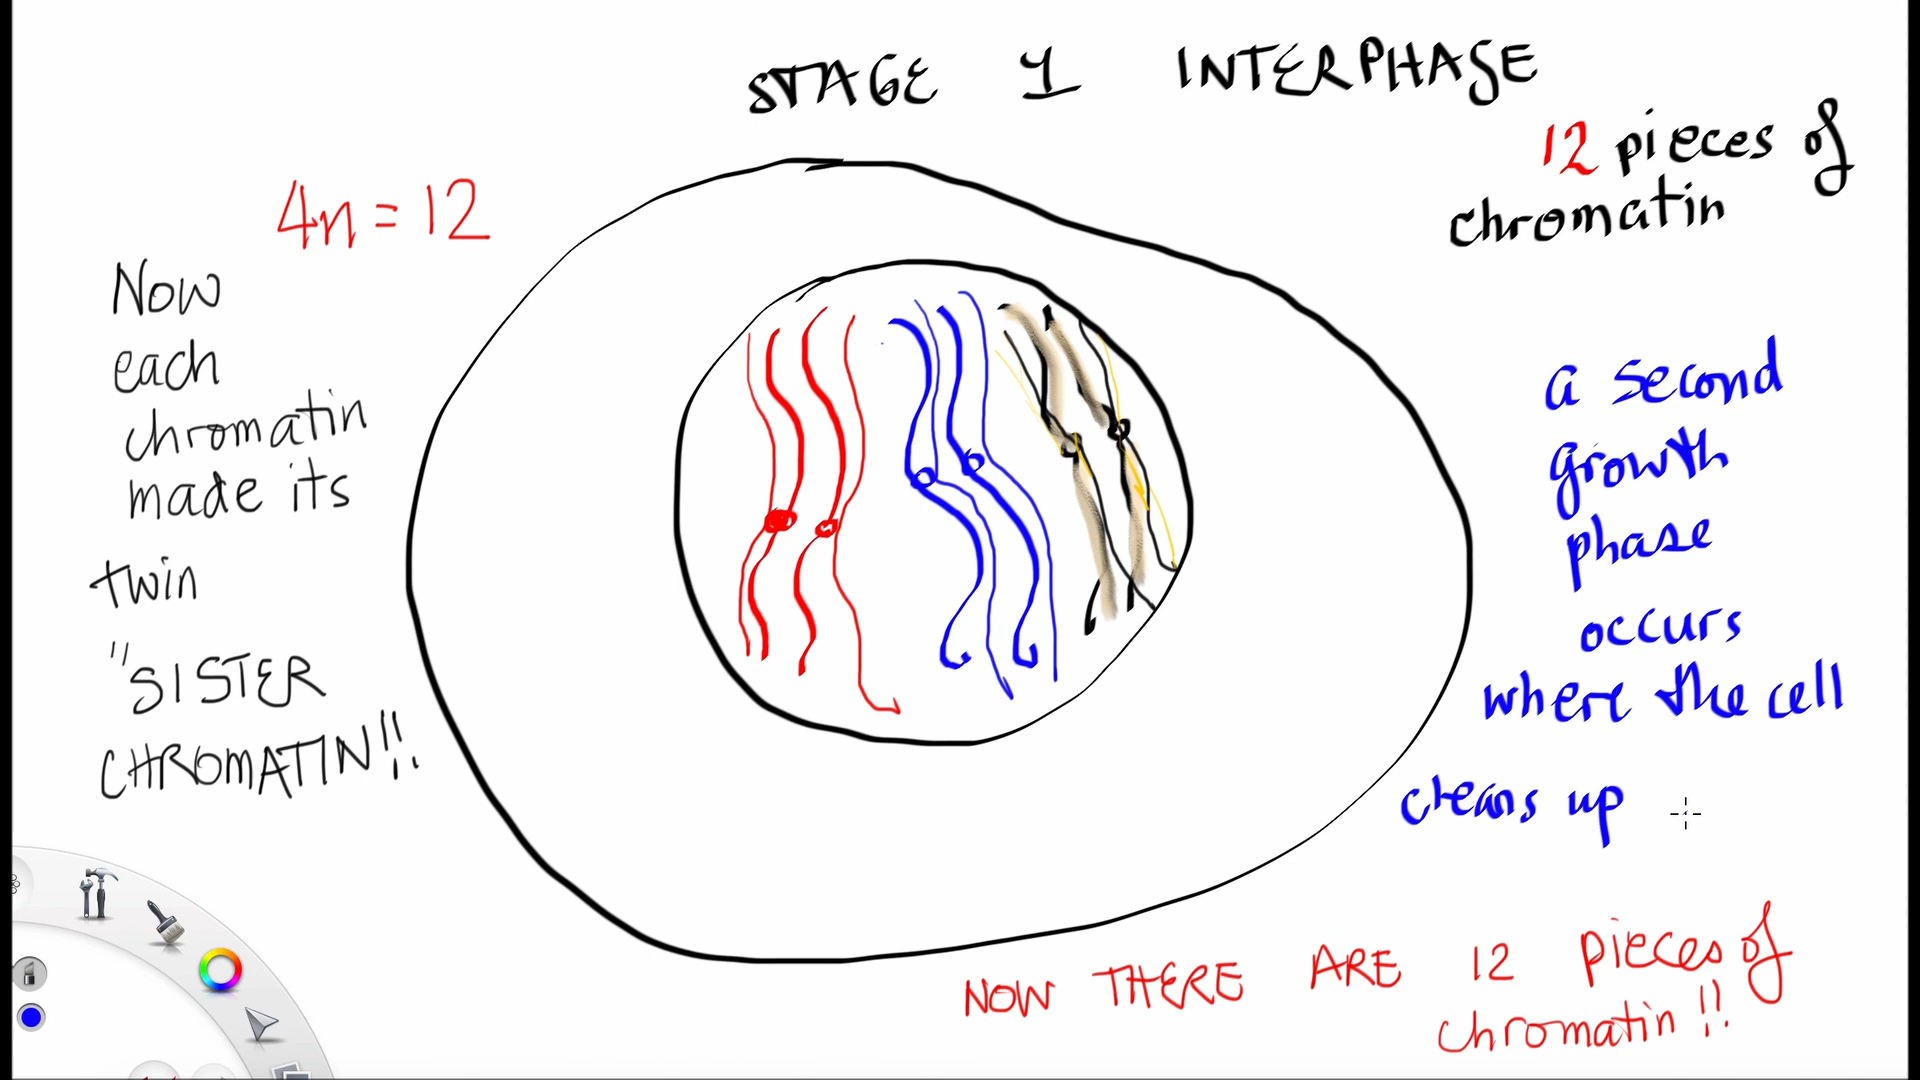 STAGE 1 INTERPHASE
12 pieces of
chromatin
4n = 12
Now
each
chromatin
made its
twin
"SISTER
CHROMATIN!!
a second
growth
phase
occurs
where the cell
cleans up
NOW THERE ARE 12 pieces of
chromatin!!